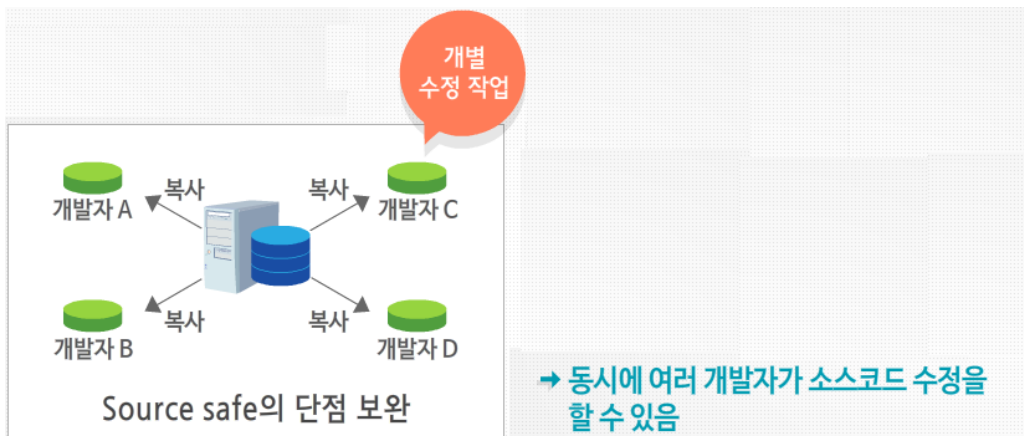 개별
수정 작업
복사
복사
개발자 A
개발자 C
복사
복사
개발자 B
개발자 D
Source safe의 단점 보완
➔ 동시에 여러 개발자가 소스코드 수정을
할 수 있음